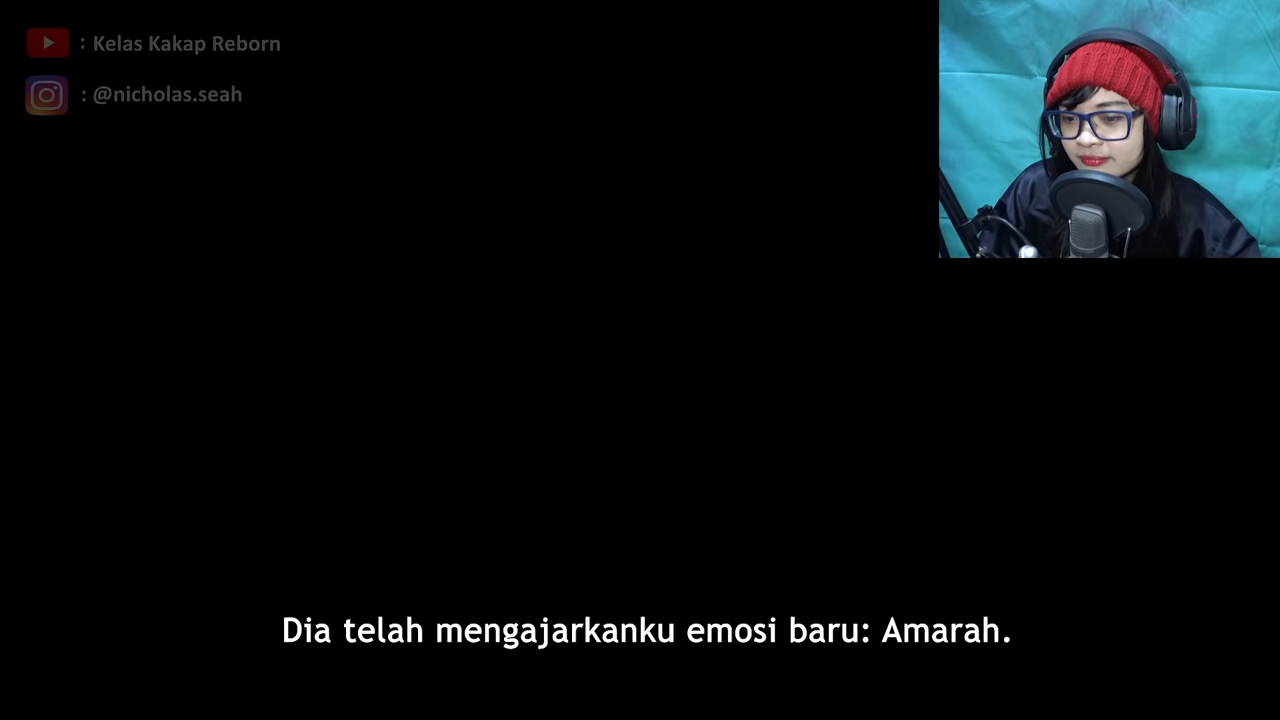 : Kelas Kakap Reborn
: @nicholas.seah
Dia telah mengajarkanku emosi baru: Amarah.